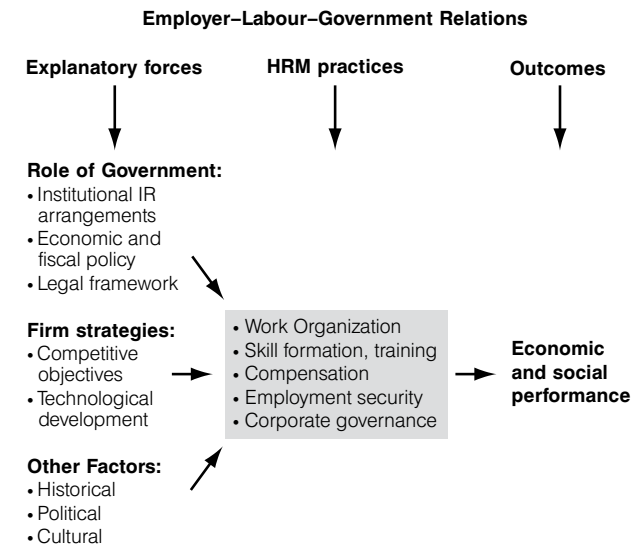 Employer–Labour–Government Relations
Explanatory forces
HRM practices
Outcomes
Role of Government:
• Institutional IR
arrangements
• Economic and
fiscal policy
• Legal framework
Firm strategies:
• Competitive
objectives
• Technological
development
Other Factors:
• Historical
• Political
• Cultural
• Work Organization
• Skill formation, training
• Compensation
• Employment security
• Corporate governance
Economic
and social
performance